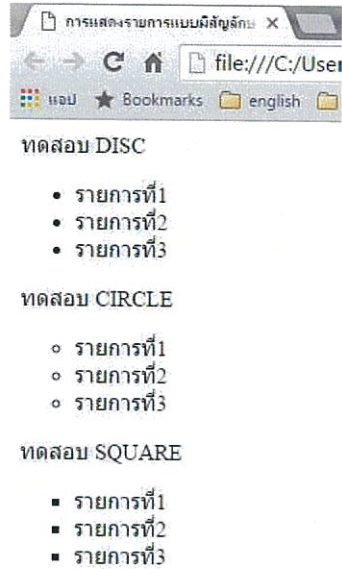 การแสดงรายการแบบมีสัญลักษ
file:///C:/User
แอป Bookmarks english
ทดสอบ DISC
• รายการที่1
• รายการที่2
• รายการที่3
ทดสอบ CIRCLE
○ รายการที่1
○ รายการที่2
○ รายการที่3
ทดสอบ SQUARE
▪ รายการที่1
▪ รายการที่2
▪ รายการที่3